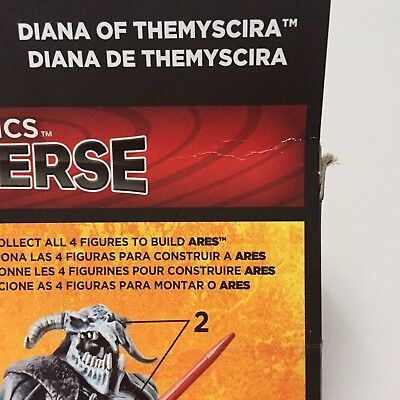 DIANA OF THEMYSCIRA™
DIANA DE THEMYSCIRA
ICS™
ERSE
OLLECT ALL 4 FIGURES TO BUILD ARES™
ONA LAS 4 FIGURAS PARA CONSTRUIR A ARES
ONNE LES 4 FIGURINES POUR CONSTRUIRE ARES
CIONE AS 4 FIGURAS PARA MONTAR O ARES
2